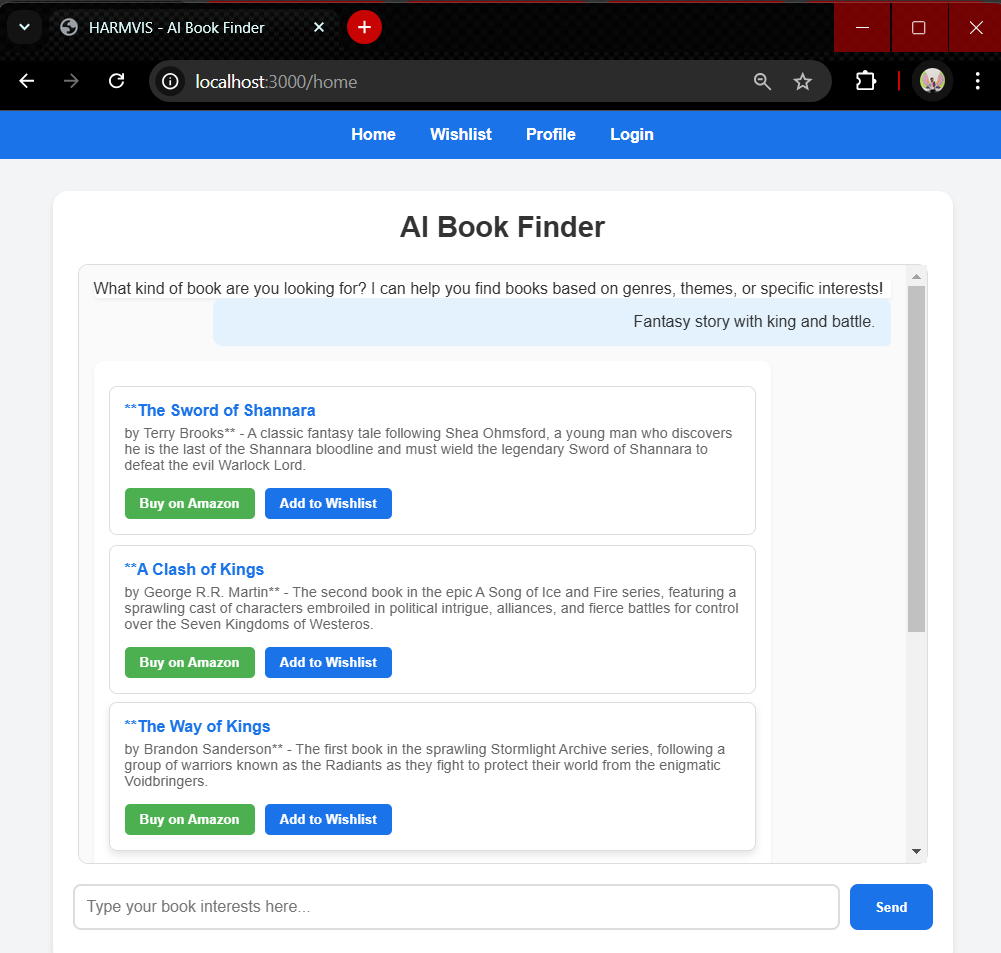 HARMVIS - AI Book Finder
localhost:3000/home
Home Wishlist Profile Login
AI Book Finder
What kind of book are you looking for? I can help you find books based on genres, themes, or specific interests!
Fantasy story with king and battle.
**The Sword of Shannara
by Terry Brooks** - A classic fantasy tale following Shea Ohmsford, a young man who discovers
he is the last of the Shannara bloodline and must wield the legendary Sword of Shannara to
defeat the evil Warlock Lord.
Buy on Amazon Add to Wishlist
**A Clash of Kings
by George R.R. Martin** - The second book in the epic A Song of Ice and Fire series, featuring a
sprawling cast of characters embroiled in political intrigue, alliances, and fierce battles for control
over the Seven Kingdoms of Westeros.
Buy on Amazon Add to Wishlist
**The Way of Kings
by Brandon Sanderson** - The first book in the sprawling Stormlight Archive series, following a
group of warriors known as the Radiants as they fight to protect their world from the enigmatic
Voidbringers.
Buy on Amazon Add to Wishlist
Type your book interests here...
Send